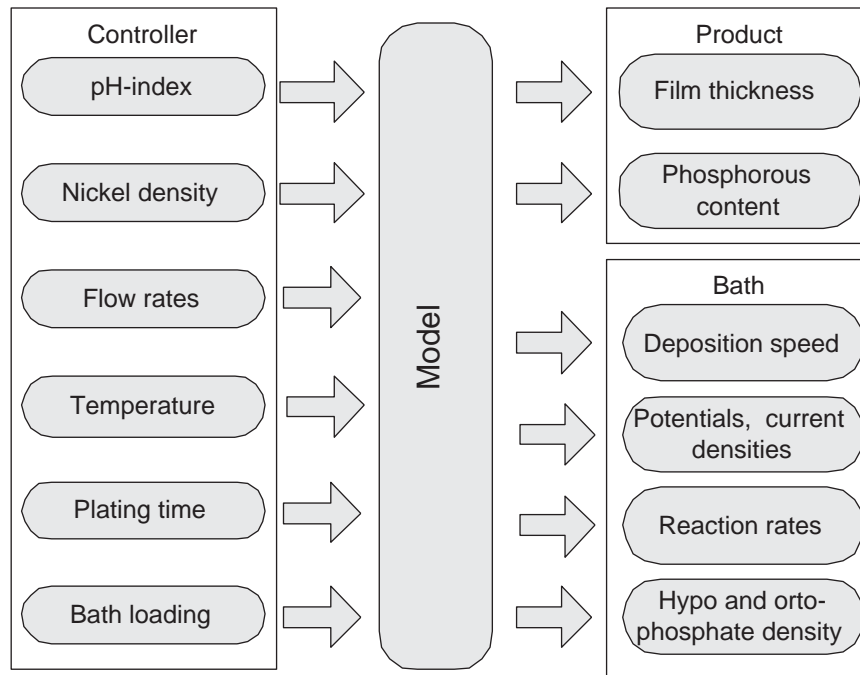 Controller
pH-index
Nickel density
Flow rates
Temperature
Plating time
Bath loading
Model
Product
Film thickness
Phosphorous
content
Bath
Deposition speed
Potentials, current
densities
Reaction rates
Hypo and orto-
phosphate density